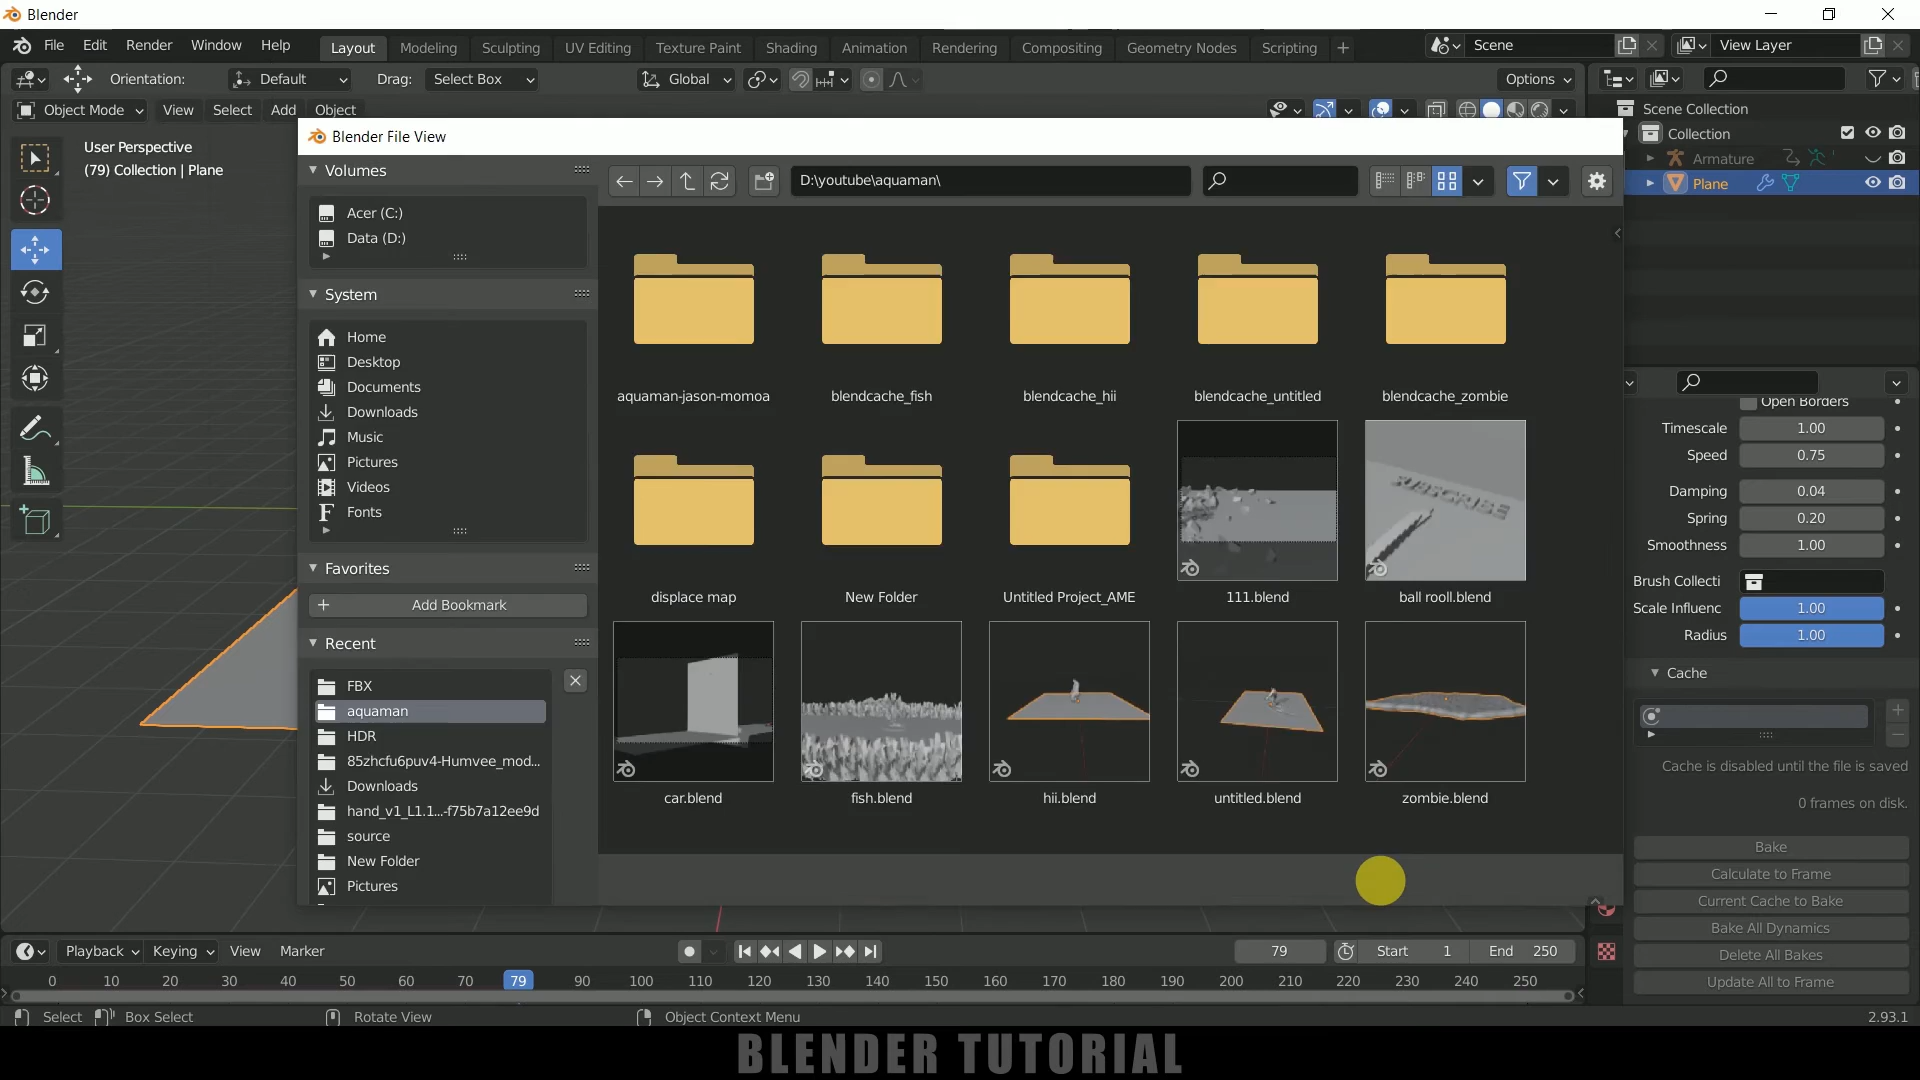 Blender
File Edit Render Window Help Layout Modeling Sculpting UV Editing Texture Paint Shading Animation Rendering Compositing Geometry Nodes Scripting + Scene View Layer
Orientation: Default Drag: Select Box Global Options
Object Mode View Select Add Object
Scene Collection
Collection
Armature
Plane
User Perspective
(79) Collection | Plane
Blender File View
Volumes
Acer (C:)
Data (D:)
System
Home
Desktop
Documents
Downloads
Music
Pictures
Videos
Fonts
Favorites
Add Bookmark
Recent
FBX
aquaman
HDR
85zhcfu6puv4-Humvee_mod...
Downloads
hand_v1_L1.1...-f75b7a12ee9d
source
New Folder
Pictures
D:\youtube\aquaman\
aquaman-jason-momoa blendcache_fish blendcache_hii blendcache_untitled blendcache_zombie
SUBSCRIBE
displace map New Folder Untitled Project_AME 111.blend ball rooll.blend
car.blend fish.blend hii.blend untitled.blend zombie.blend
Open Borders
Timescale 1.00
Speed 0.75
Damping 0.04
Spring 0.20
Smoothness 1.00
Brush Collecti
Scale Influenc 1.00
Radius 1.00
Cache
Cache is disabled until the file is saved
0 frames on disk.
Bake
Calculate to Frame
Current Cache to Bake
Bake All Dynamics
Delete All Bakes
Update All to Frame
Playback Keying View Marker 79 Start 1 End 250
0 10 20 30 40 50 60 70 79 90 100 110 120 130 140 150 160 170 180 190 200 210 220 230 240 250
Select Box Select Rotate View Object Context Menu 2.93.1
BLENDER TUTORIAL